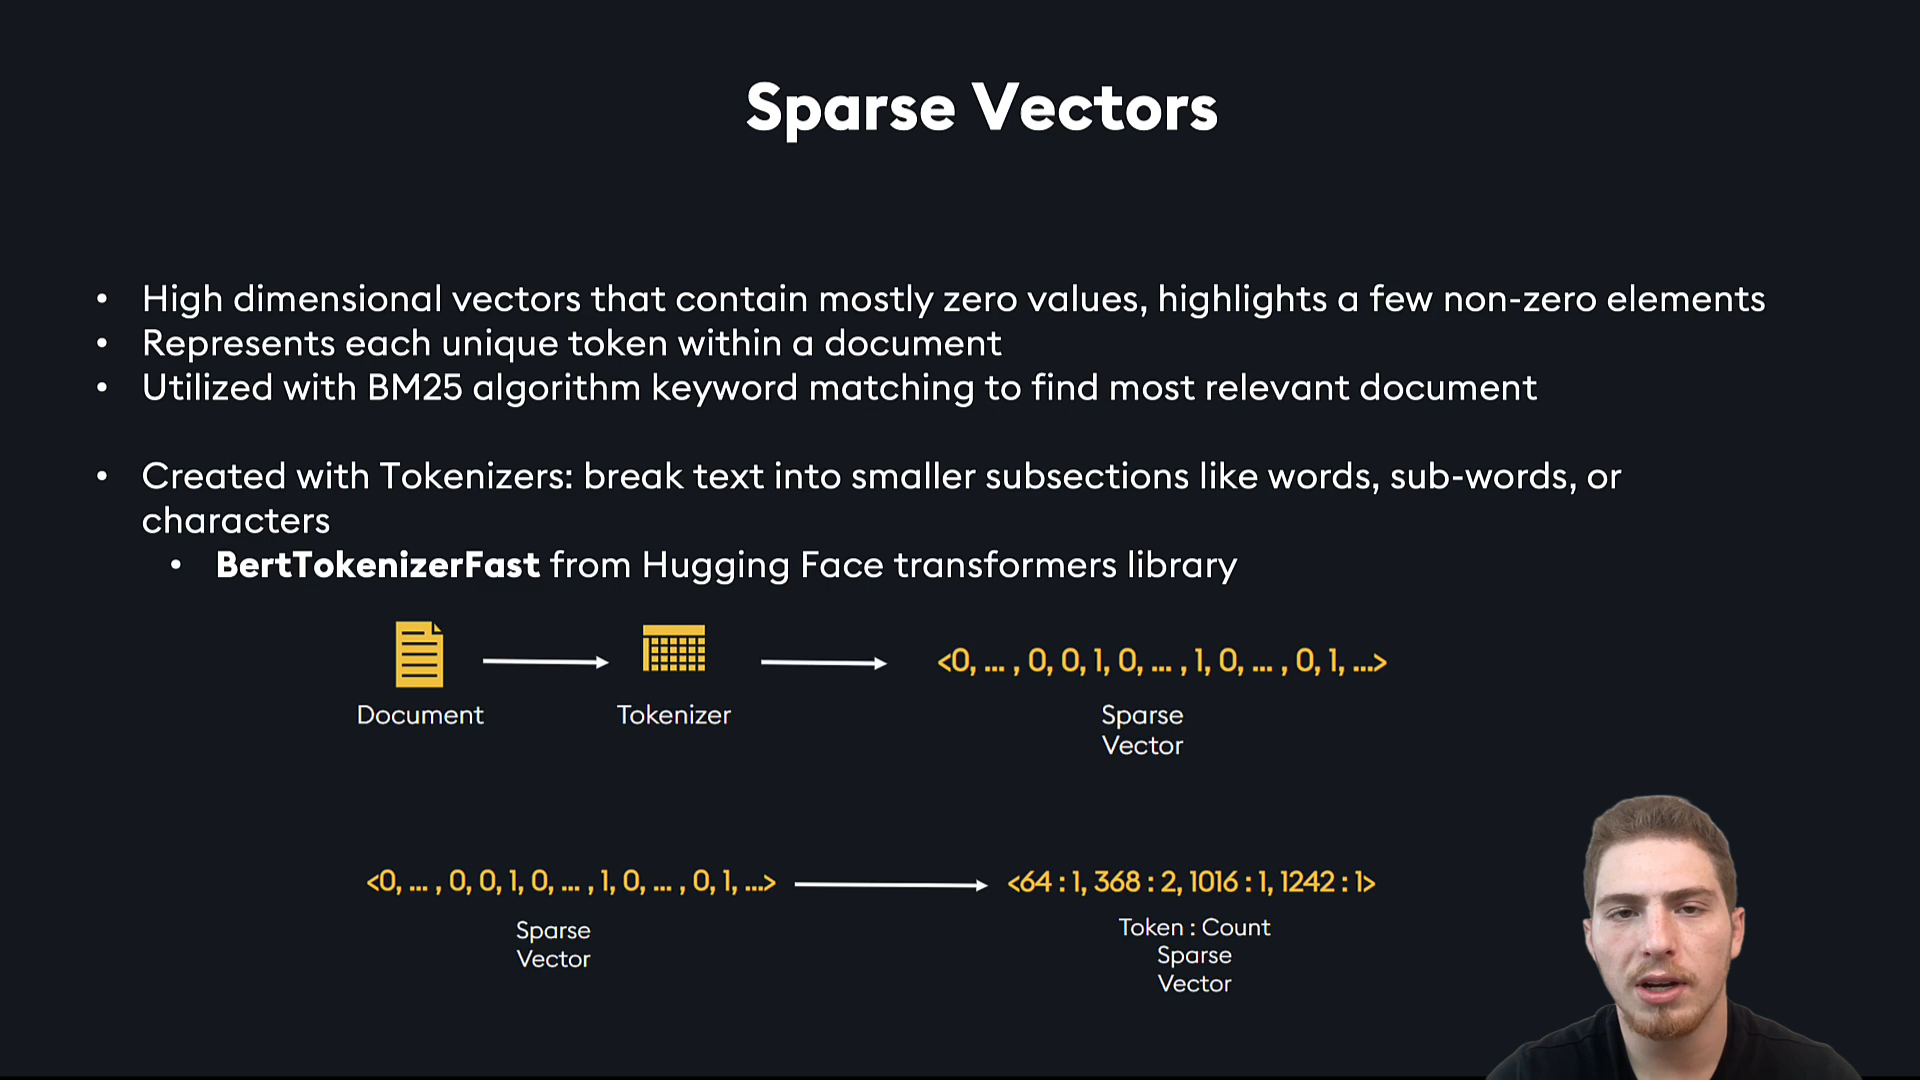 Sparse Vectors
• High dimensional vectors that contain mostly zero values, highlights a few non-zero elements
• Represents each unique token within a document
• Utilized with BM25 algorithm keyword matching to find most relevant document
• Created with Tokenizers: break text into smaller subsections like words, sub-words, or
characters
• BertTokenizerFast from Hugging Face transformers library
<0, ... , 0, 0, 1, 0, ... , 1, 0, ... , 0, 1, ...>
Document
Tokenizer
Sparse
Vector
<0, ... , 0, 0, 1, 0, ... , 1, 0, ... , 0, 1, ...>
<64 : 1, 368 : 2, 1016 : 1, 1242 : 1>
Sparse
Vector
Token : Count
Sparse
Vector